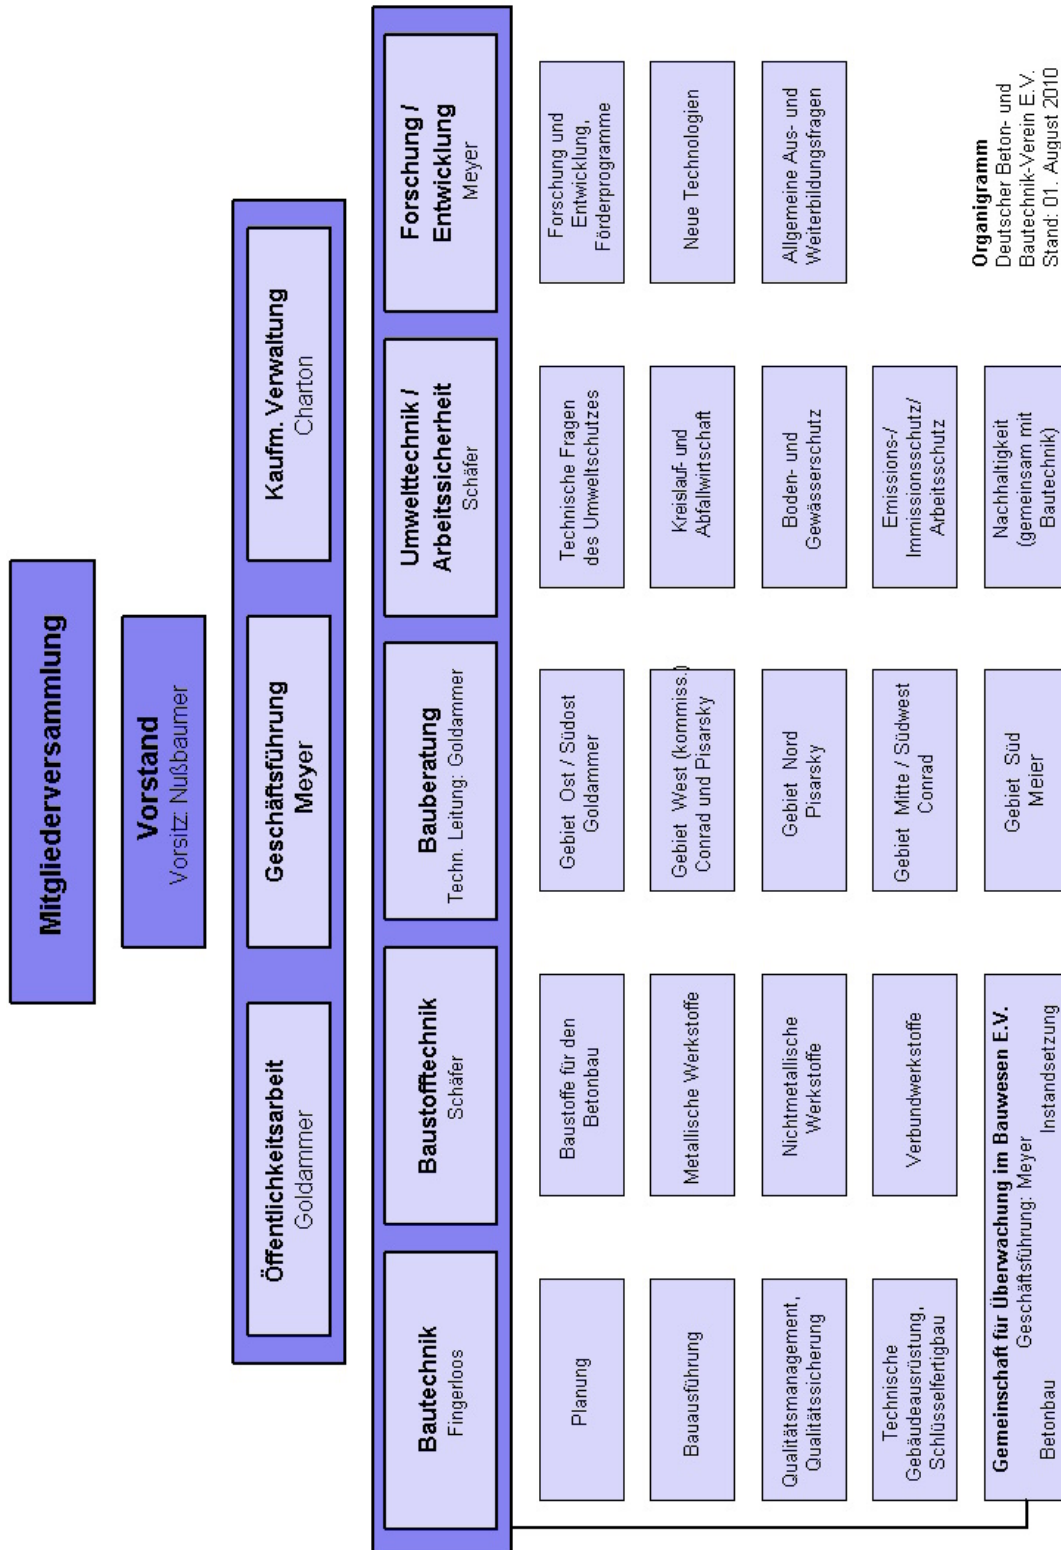 Mitgliederversammlung
Vorstand
Vorsitz: Nußbaumer
Öffentlichkeitsarbeit
Goldammer
Geschäftsführung
Meyer
Kaufm. Verwaltung
Charton
Bautechnik
Fingerloos
Baustofftechnik
Schäfer
Bauberatung
Techn. Leitung: Goldammer
Umwelttechnik /
Arbeitssicherheit
Schäfer
Forschung /
Entwicklung
Meyer
Planung
Baustoffe für den
Betonbau
Gebiet Ost / Südost
Goldammer
Technische Fragen
des Umweltschutzes
Forschung und
Entwicklung,
Förderprogramme
Bauausführung
Metallische Werkstoffe
Gebiet West (kommiss.)
Conrad und Pisarsky
Kreislauf- und
Abfallwirtschaft
Neue Technologien
Qualitätsmanagement,
Qualitätssicherung
Nichtmetallische
Werkstoffe
Gebiet Nord
Pisarsky
Boden- und
Gewässerschutz
Allgemeine Aus- und
Weiterbildungsfragen
Technische
Gebäudeausrüstung,
Schlüsselfertigbau
Verbundwerkstoffe
Gebiet Mitte / Südwest
Conrad
Emissions-/
Immissionsschutz/
Arbeitsschutz
Gemeinschaft für Überwachung im Bauwesen E.V.
Geschäftsführung: Meyer
Betonbau Instandsetzung
Gebiet Süd
Meier
Nachhaltigkeit
(gemeinsam mit
Bautechnik)
Organigramm
Deutscher Beton- und
Bautechnik-Verein E.V.
Stand: 01. August 2010